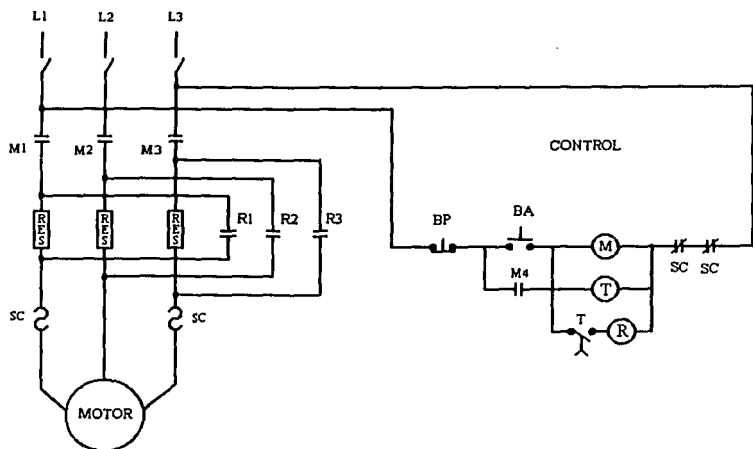 L1
L2
L3
M1
M2
M3
CONTROL
RES
RES
RES
R1
R2
R3
BP
BA
M
SC
SC
M4
T
T
R
SC
SC
MOTOR